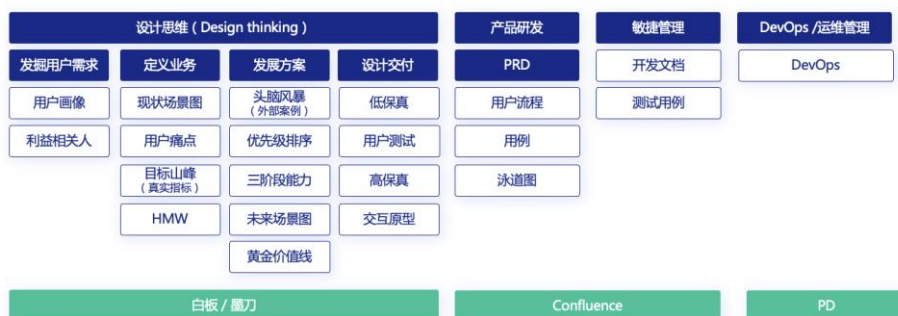 设计思维 ( Design thinking )
产品研发
敏捷管理
DevOps /运维管理
发掘用户需求
定义业务
发展方案
设计交付
PRD
开发文档
DevOps
用户画像
现状场景图
头脑风暴
( 外部案例 )
低保真
用户流程
测试用例
利益相关人
用户痛点
优先级排序
用户测试
用例
目标山峰
( 真实指标 )
三阶段能力
高保真
泳道图
HMW
未来场景图
交互原型
黄金价值线
白板 / 墨刀
Confluence
PD